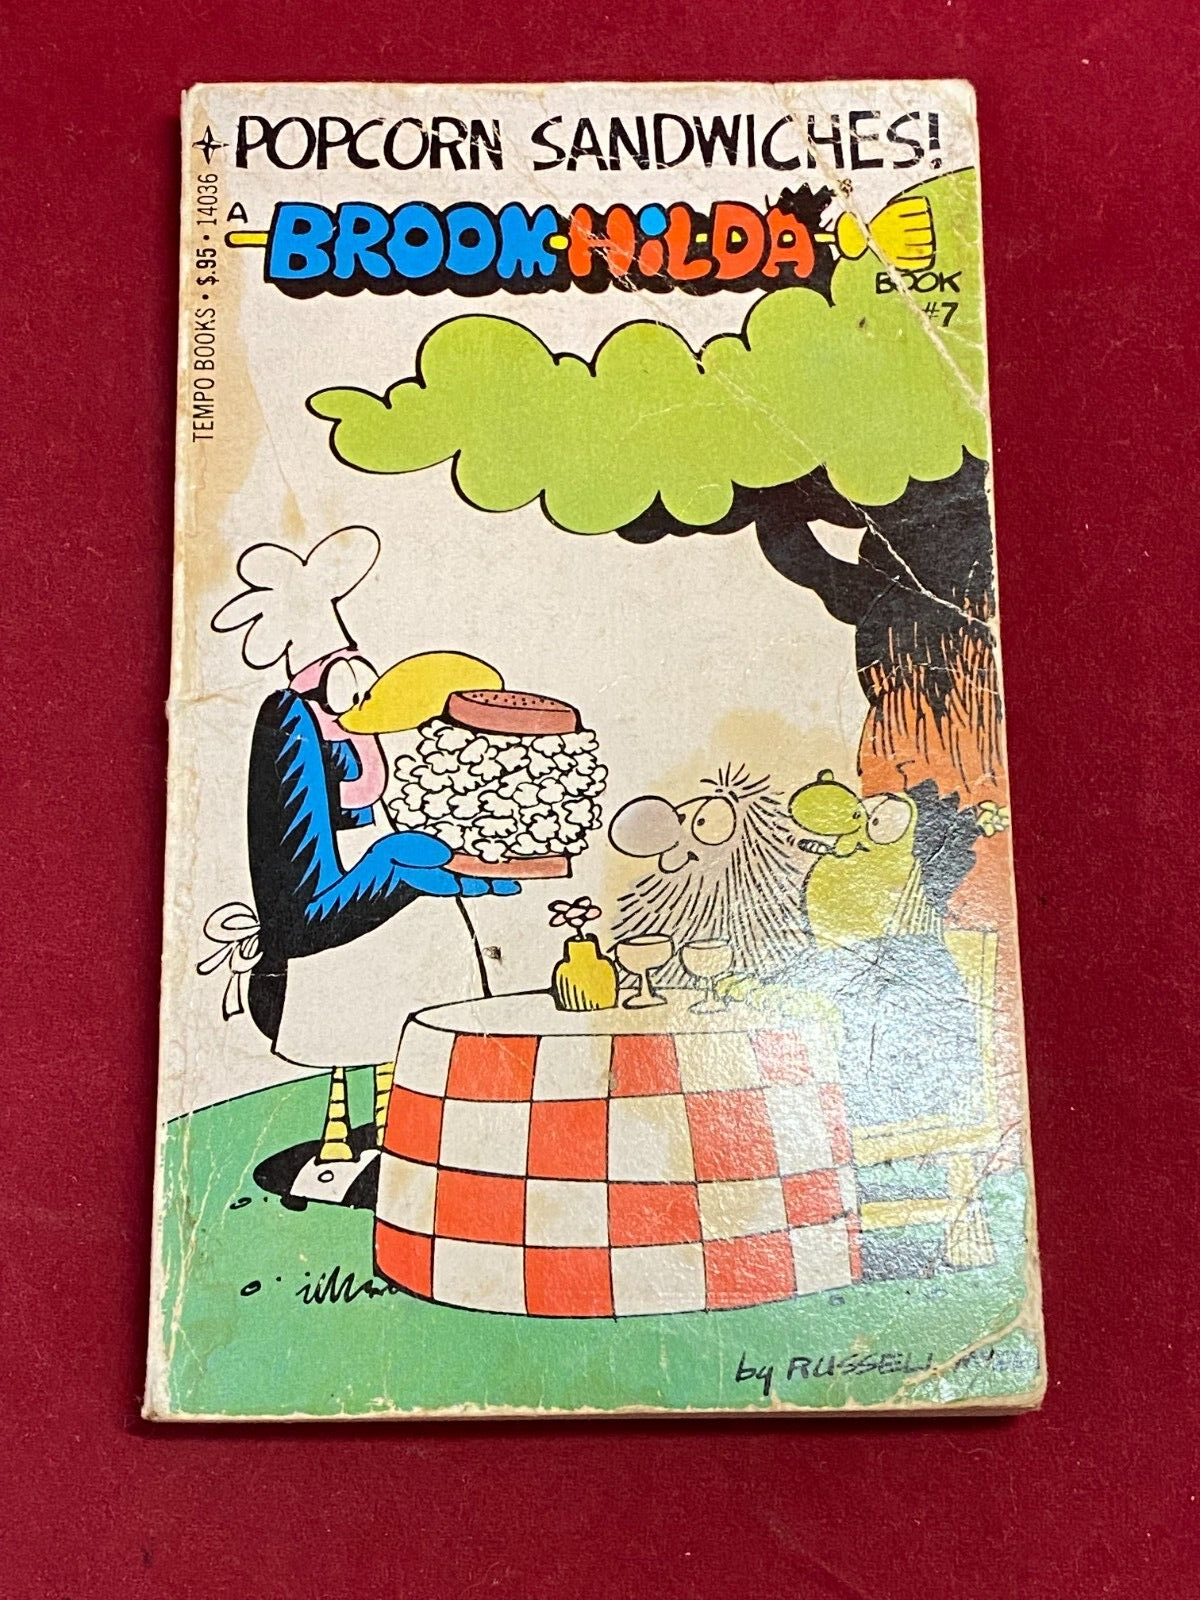 POPCORN SANDWICHES!
A
BROOM-HILDA
BOOK
#7
TEMPO BOOKS • $.95 • 14036
by RUSSELL